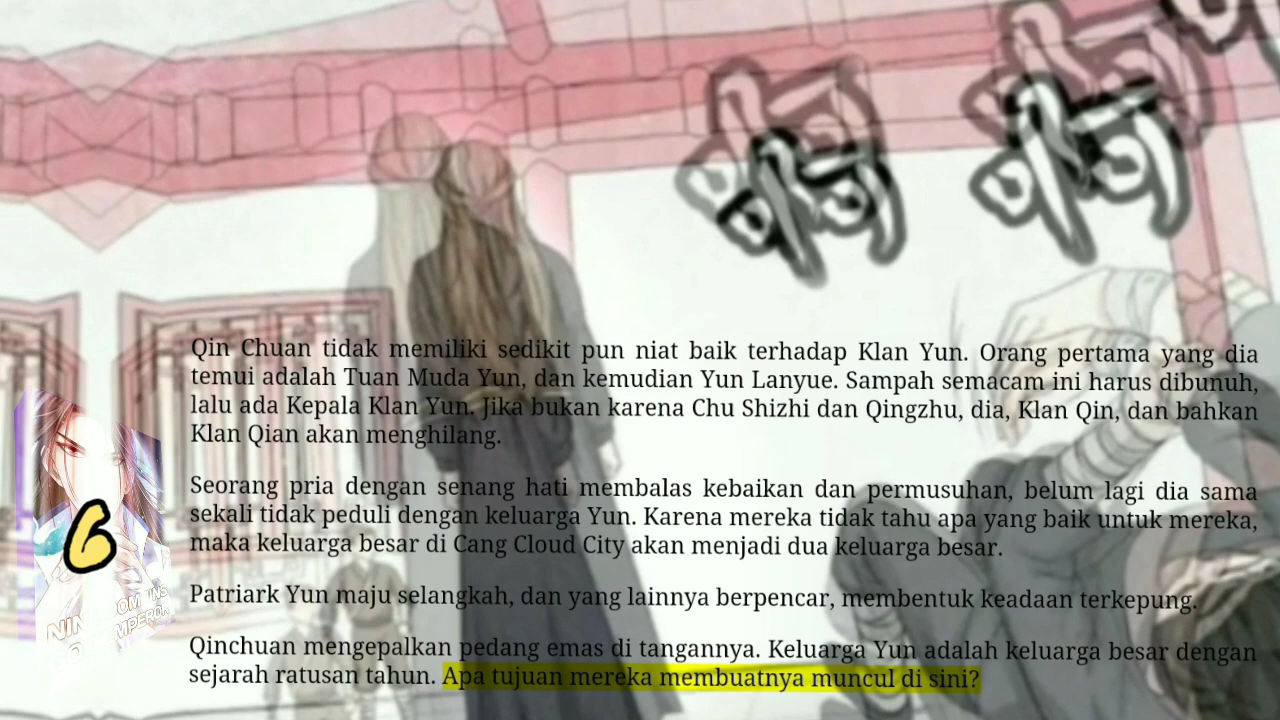 Qin Chuan tidak memiliki sedikit pun niat baik terhadap Klan Yun. Orang pertama yang dia
temui adalah Tuan Muda Yun, dan kemudian Yun Lanyue. Sampah semacam ini harus dibunuh,
lalu ada Kepala Klan Yun. Jika bukan karena Chu Shizhi dan Qingzhu, dia, Klan Qin, dan bahkan
Klan Qian akan menghilang.
Seorang pria dengan senang hati membalas kebaikan dan permusuhan, belum lagi dia sama
sekali tidak peduli dengan keluarga Yun. Karena mereka tidak tahu apa yang baik untuk mereka,
maka keluarga besar di Cang Cloud City akan menjadi dua keluarga besar.
Patriark Yun maju selangkah, dan yang lainnya berpencar, membentuk keadaan terkepung.
Qinchuan mengepalkan pedang emas di tangannya. Keluarga Yun adalah keluarga besar dengan
sejarah ratusan tahun. Apa tujuan mereka membuatnya muncul di sini?
6